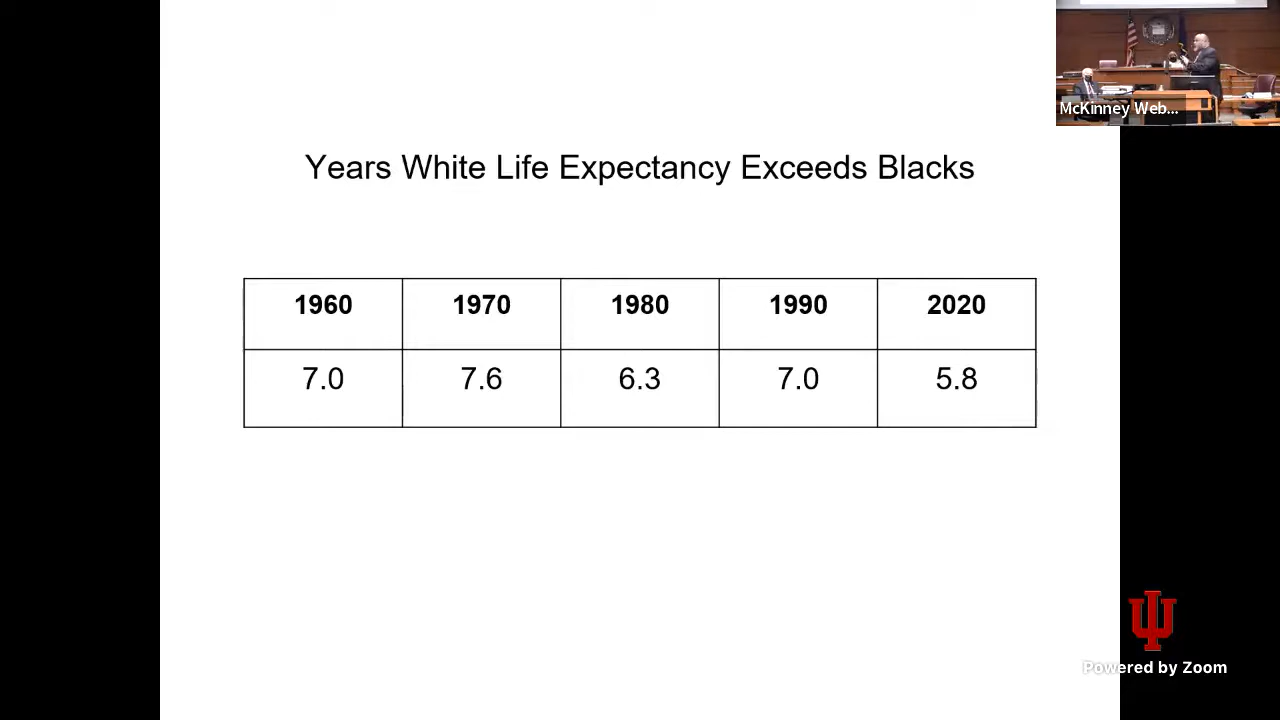 McKinney Web...
Years White Life Expectancy Exceeds Blacks
1960 1970 1980 1990 2020
7.0 7.6 6.3 7.0 5.8
Powered by Zoom